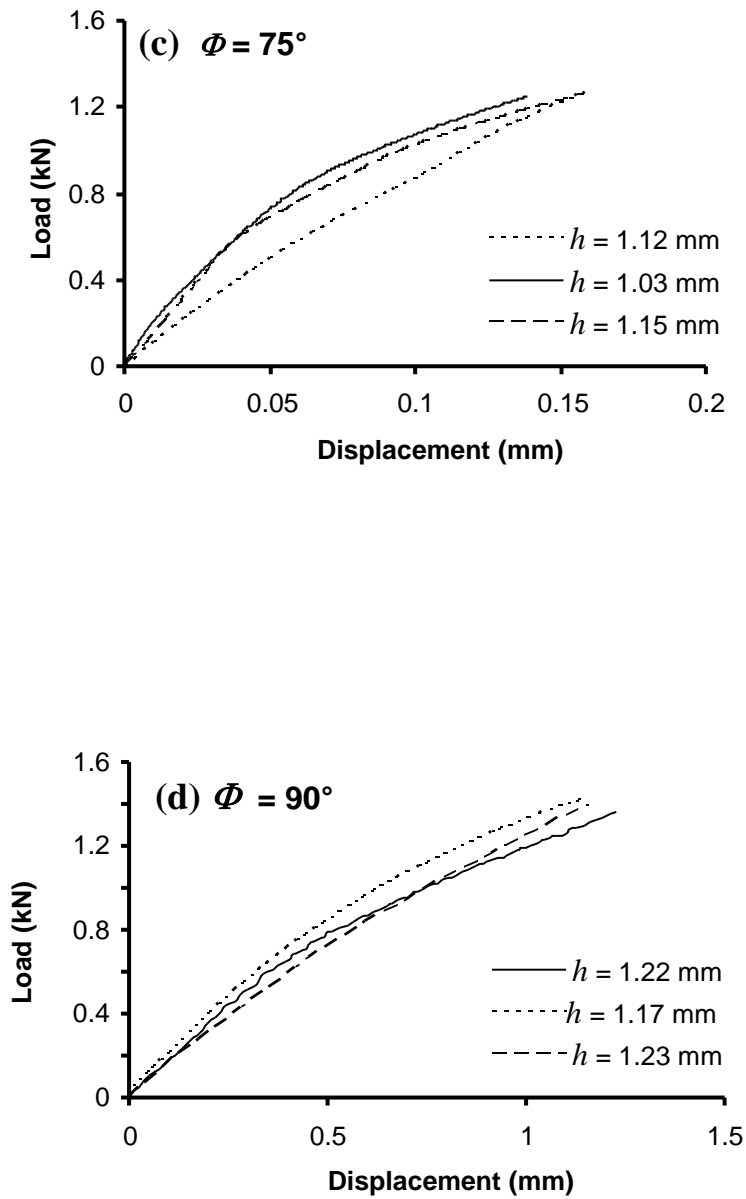 1.6
(c) Φ = 75°
1.2
0.8
0.4
0
Load (kN)
h = 1.12 mm
h = 1.03 mm
h = 1.15 mm
0 0.05 0.1 0.15 0.2
Displacement (mm)
1.6
(d) Φ = 90°
1.2
0.8
0.4
0
Load (kN)
h = 1.22 mm
h = 1.17 mm
h = 1.23 mm
0 0.5 1 1.5
Displacement (mm)